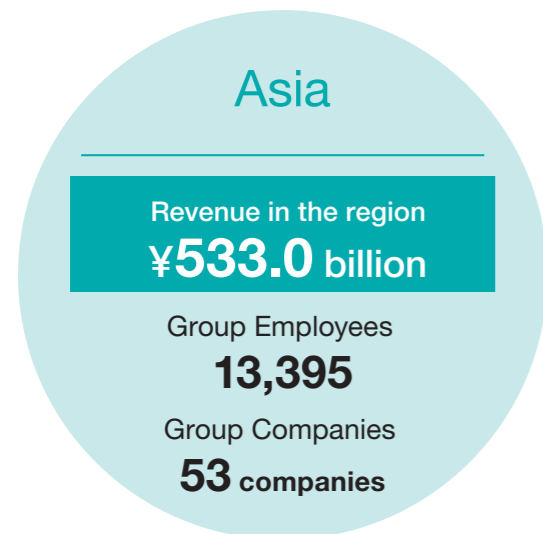 Asia
Revenue in the region
¥533.0 billion
Group Employees
13,395
Group Companies
53 companies